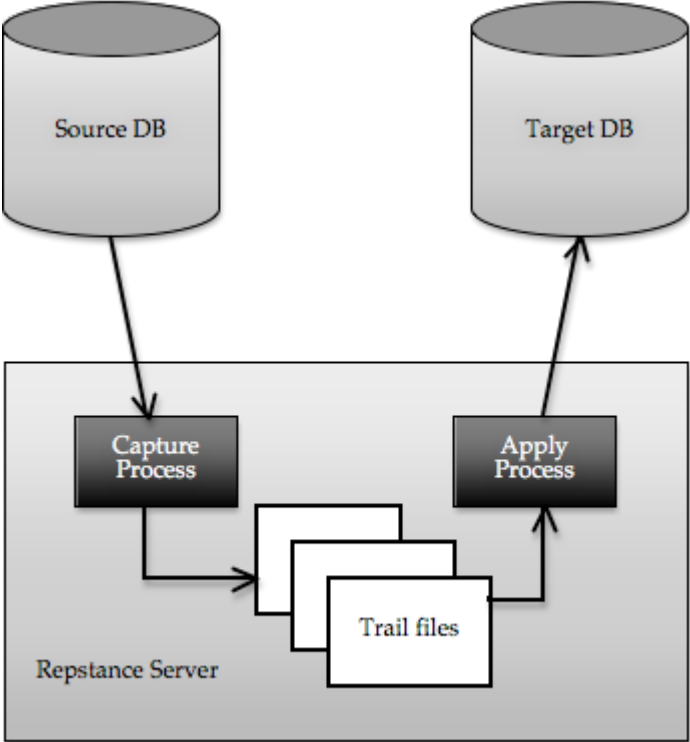 Source DB
Target DB
Capture
Process
Apply
Process
Trail files
Repstance Server